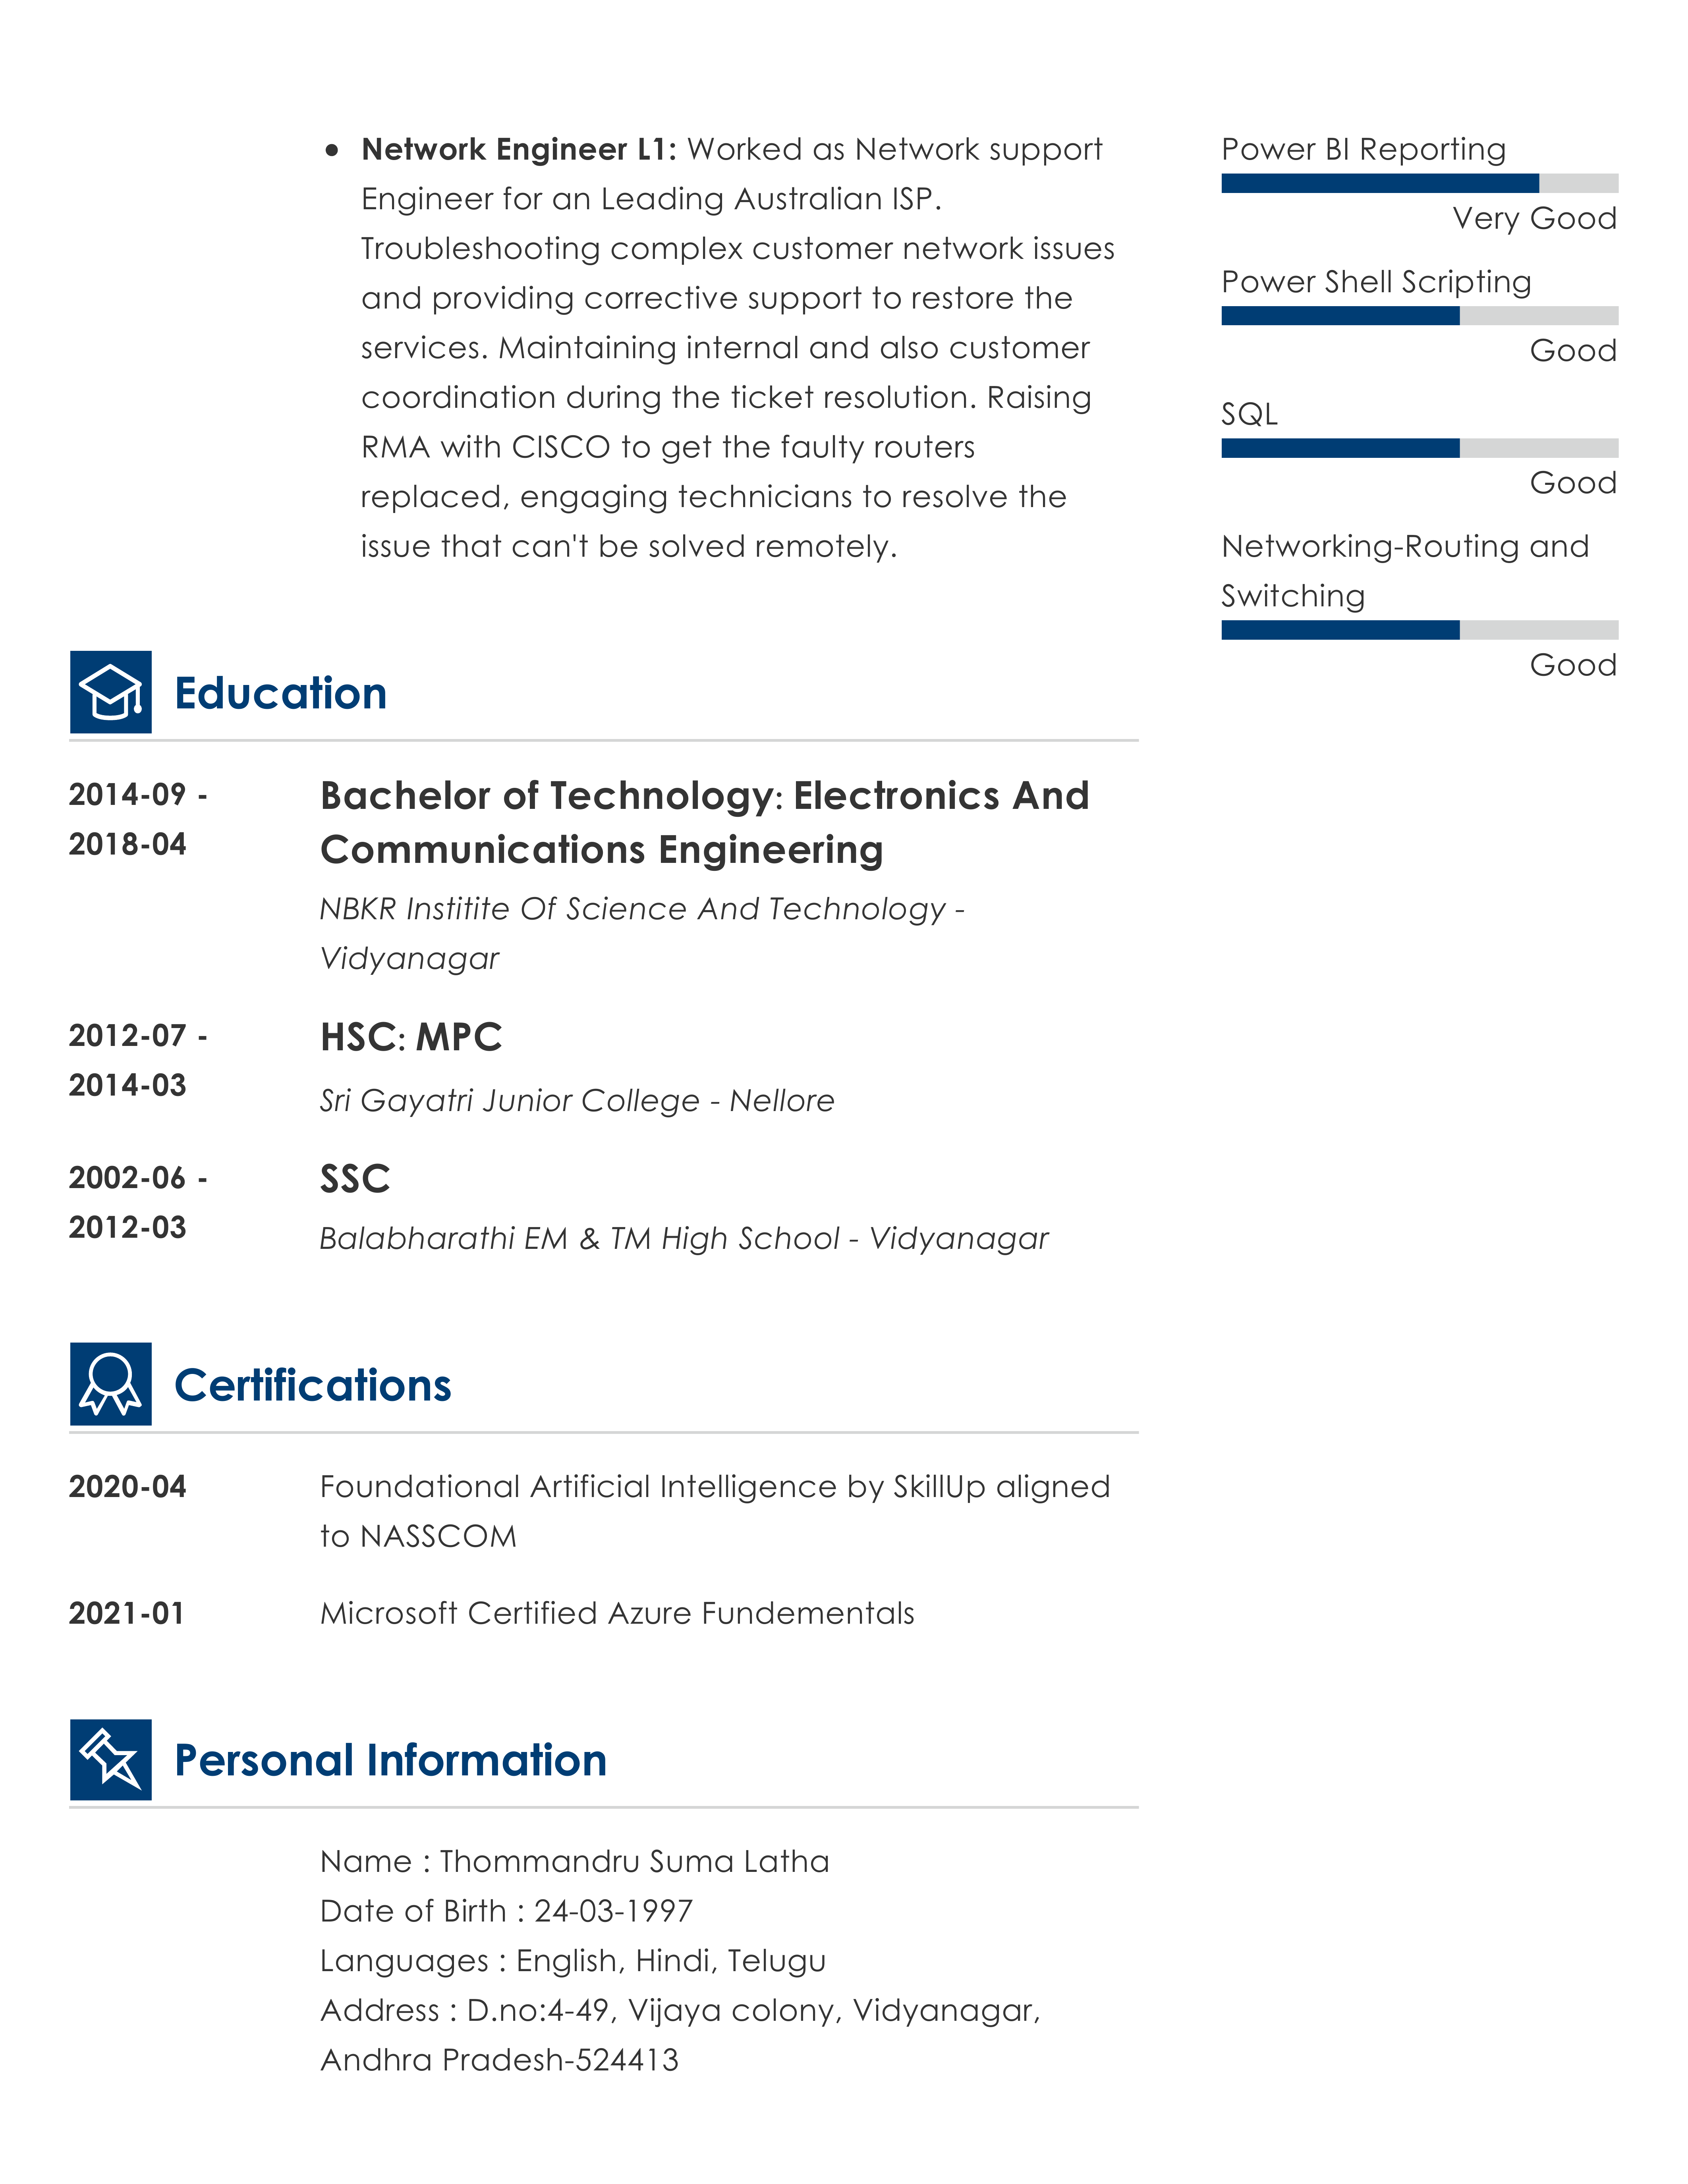 ● Network Engineer L1: Worked as Network support
Engineer for an Leading Australian ISP.
Troubleshooting complex customer network issues
and providing corrective support to restore the
services. Maintaining internal and also customer
coordination during the ticket resolution. Raising
RMA with CISCO to get the faulty routers
replaced, engaging technicians to resolve the
issue that can't be solved remotely.
Power BI Reporting
Very Good
Power Shell Scripting
Good
SQL
Good
Networking-Routing and
Switching
Good
Education
2014-09 -
2018-04
Bachelor of Technology: Electronics And
Communications Engineering
NBKR Institite Of Science And Technology -
Vidyanagar
2012-07 -
2014-03
HSC: MPC
Sri Gayatri Junior College - Nellore
2002-06 -
2012-03
SSC
Balabharathi EM & TM High School - Vidyanagar
Certifications
2020-04
Foundational Artificial Intelligence by SkillUp aligned
to NASSCOM
2021-01
Microsoft Certified Azure Fundementals
Personal Information
Name : Thommandru Suma Latha
Date of Birth : 24-03-1997
Languages : English, Hindi, Telugu
Address : D.no:4-49, Vijaya colony, Vidyanagar,
Andhra Pradesh-524413